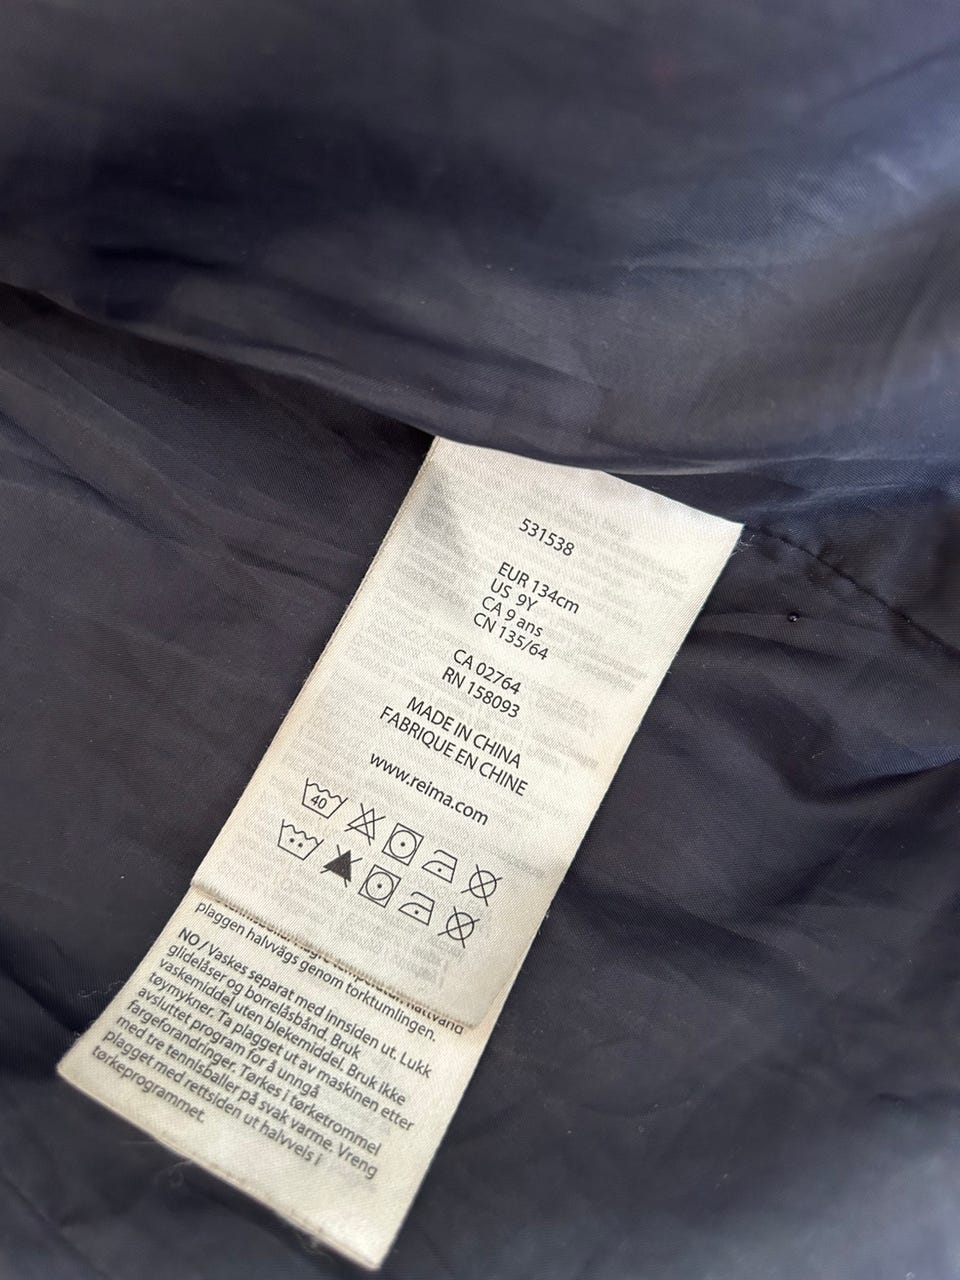 531538
EUR 134cm
US 9Y
CA 9 ans
CN 135/64
CA 02764
RN 158093
MADE IN CHINA
FABRIQUE EN CHINE
www.reima.com
40
plaggen halvvägs genom torktumlingen.
NO / Vaskes separat med innsiden ut. Lukk
glidelåser og borrelåsbånd. Bruk
vaskemiddel uten blekemiddel. Bruk ikke
tøymykner. Ta plagget ut av maskinen etter
avsluttet program for å unngå
fargeforandringer. Tørkes i tørketrommel
med tre tennisballer på svak varme. Vreng
plagget med rettsiden ut halvveis i
tørkeprogrammet.